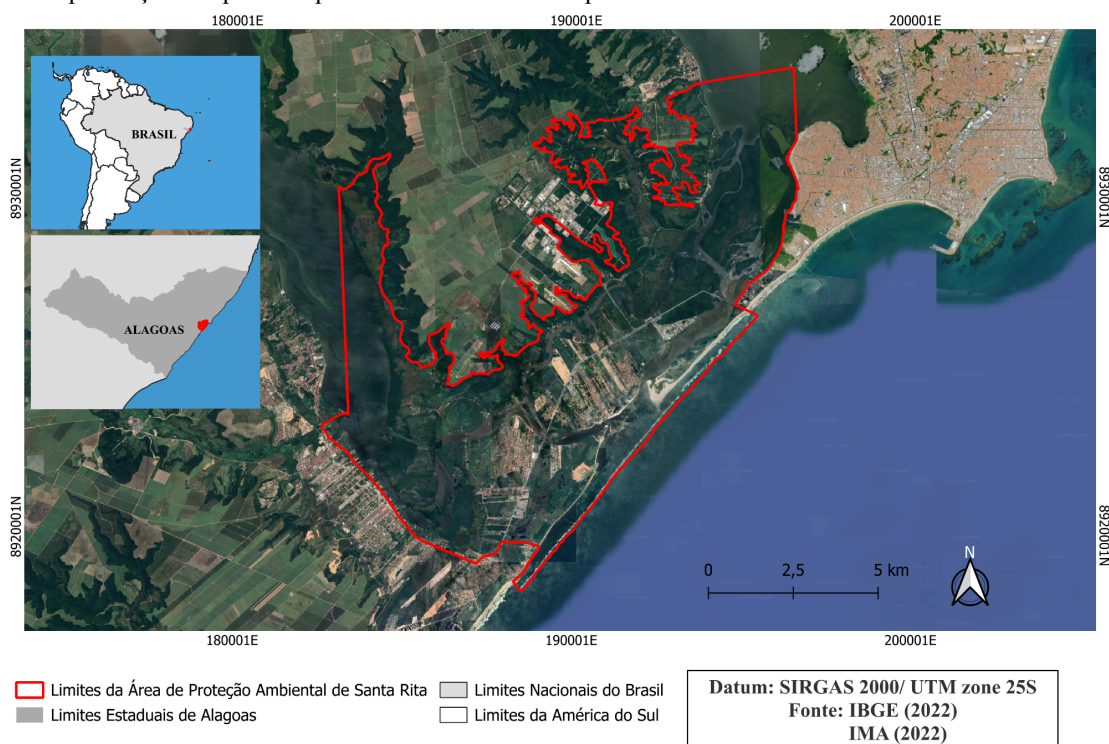 180001E 190001E 200001E
BRASIL
8930001N
8930001N
ALAGOAS
8920001N
8920001N
0 2,5 5 km
N
180001E 190001E 200001E
Limites da Área de Proteção Ambiental de Santa Rita
Limites Nacionais do Brasil
Limites Estaduais de Alagoas
Limites da América do Sul
Datum: SIRGAS 2000/ UTM zone 25S
Fonte: IBGE (2022)
IMA (2022)